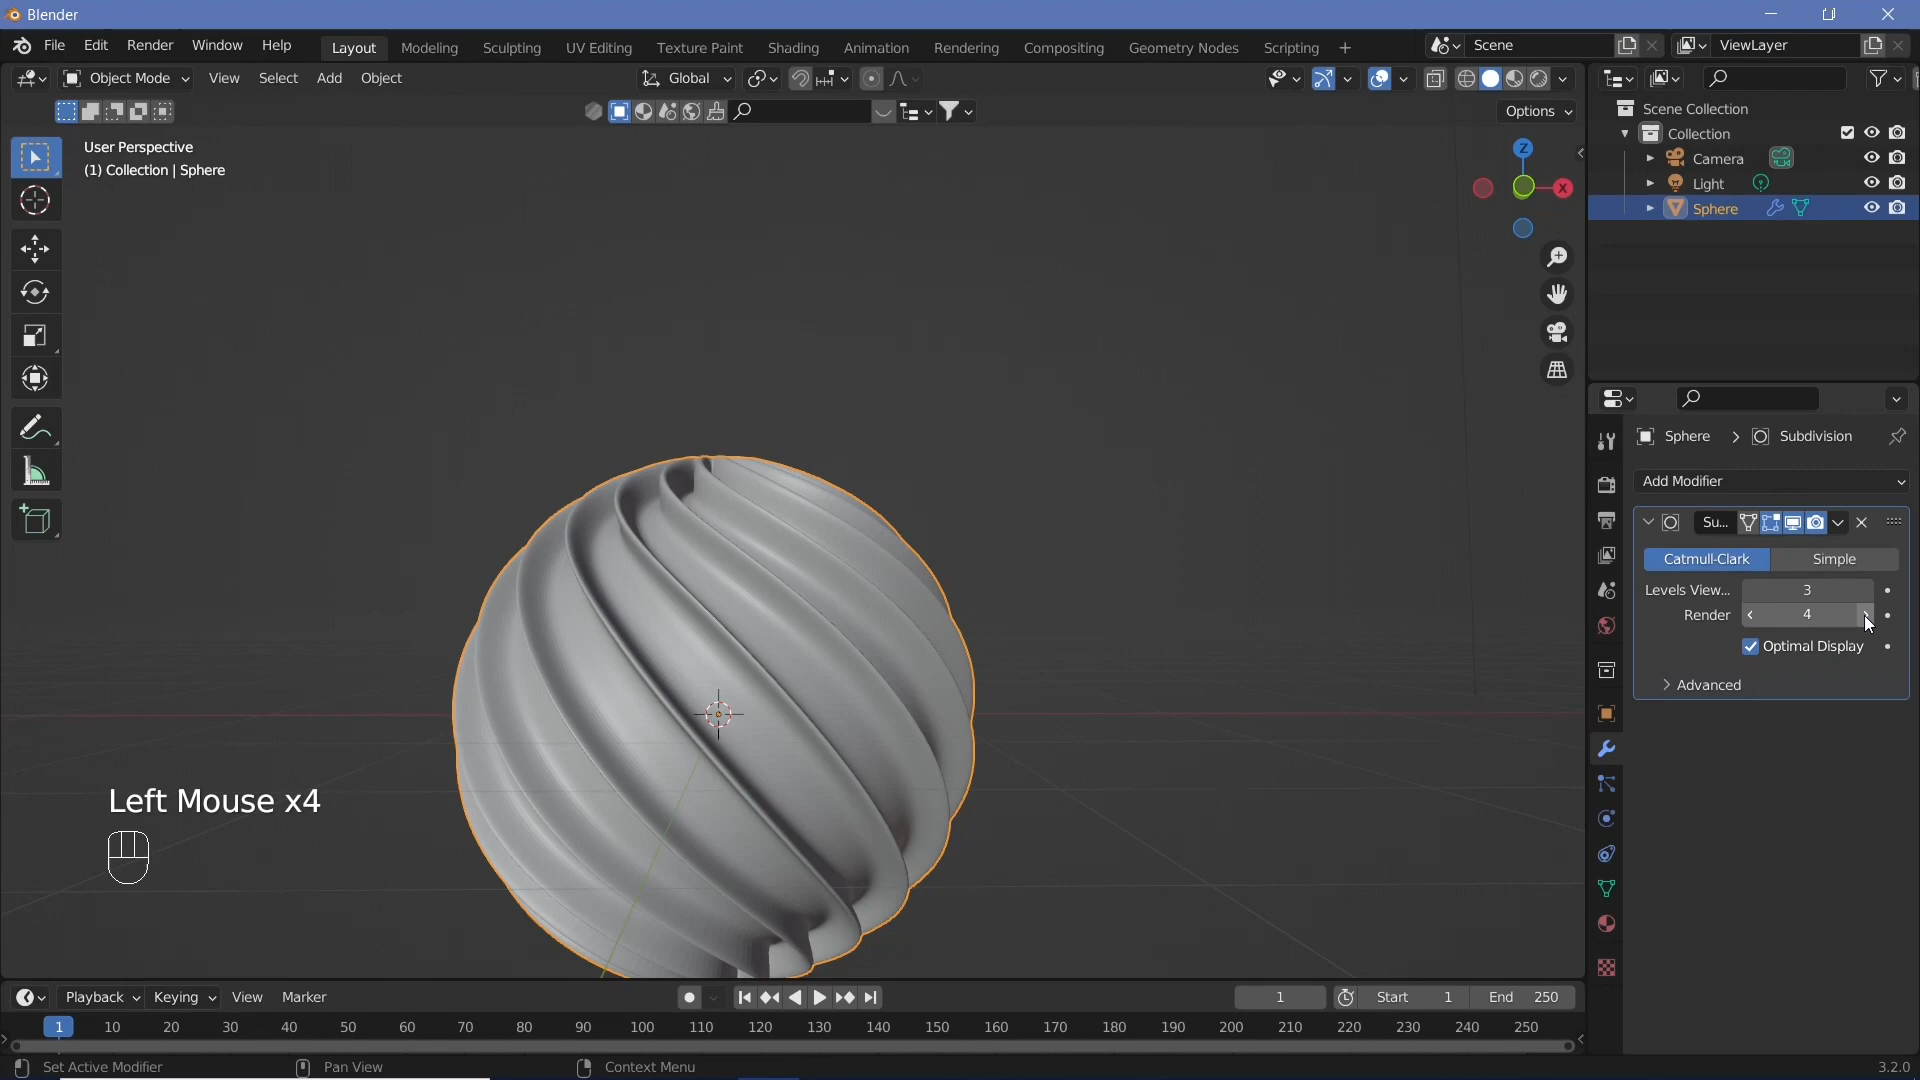 Blender
File Edit Render Window Help Layout Modeling Sculpting UV Editing Texture Paint Shading Animation Rendering Compositing Geometry Nodes Scripting + Scene ViewLayer
Object Mode View Select Add Object Global
Options
User Perspective
(1) Collection | Sphere
Z
X
Scene Collection
Collection
Camera
Light
Sphere
Sphere > Subdivision
Add Modifier
Su...
Catmull-Clark Simple
Levels View... 3
Render 4
Optimal Display
Advanced
Left Mouse x4
Playback Keying View Marker 1 Start 1 End 250
1 10 20 30 40 50 60 70 80 90 100 110 120 130 140 150 160 170 180 190 200 210 220 230 240 250
Set Active Modifier Pan View Context Menu 3.2.0